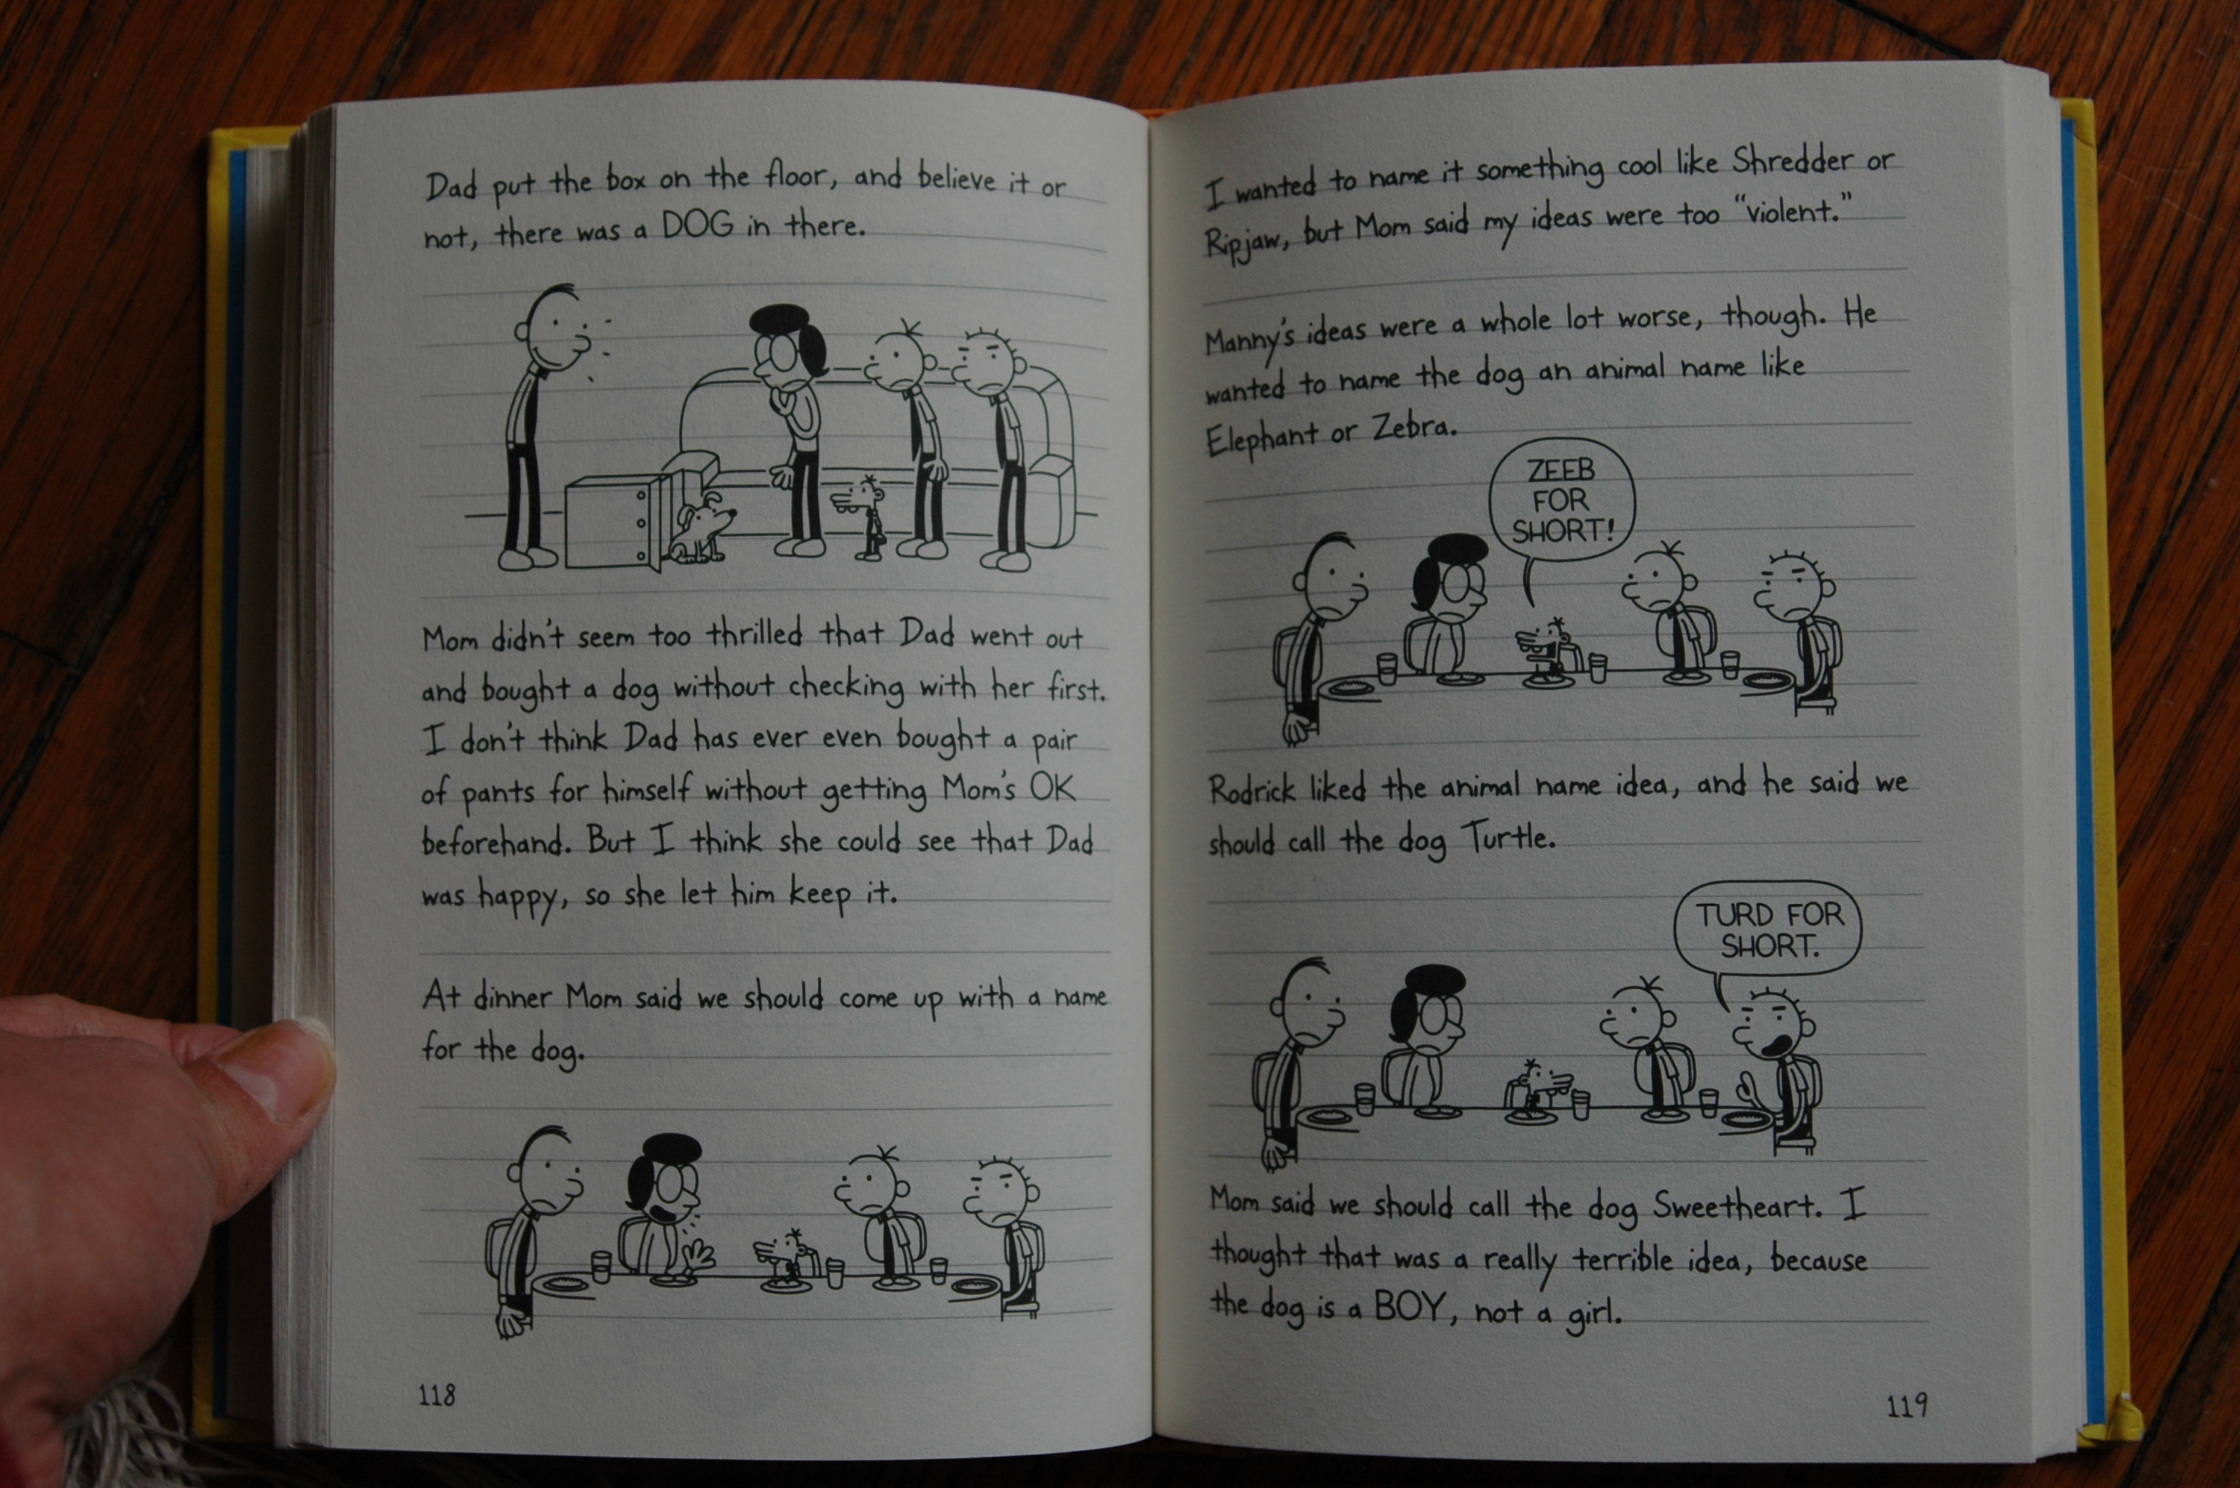 Dad put the box on the floor, and believe it or
not, there was a DOG in there.
Mom didn't seem too thrilled that Dad went out
and bought a dog without checking with her first.
I don't think Dad has ever even bought a pair
of pants for himself without getting Mom's OK
beforehand. But I think she could see that Dad
was happy, so she let him keep it.
At dinner Mom said we should come up with a name
for the dog.
118
I wanted to name it something cool like Shredder or
Ripjaw, but Mom said my ideas were too "violent."
Manny's ideas were a whole lot worse, though. He
wanted to name the dog an animal name like
Elephant or Zebra.
ZEEB
FOR
SHORT!
Rodrick liked the animal name idea, and he said we
should call the dog Turtle.
TURD FOR
SHORT.
Mom said we should call the dog Sweetheart. I
thought that was a really terrible idea, because
the dog is a BOY, not a girl.
119